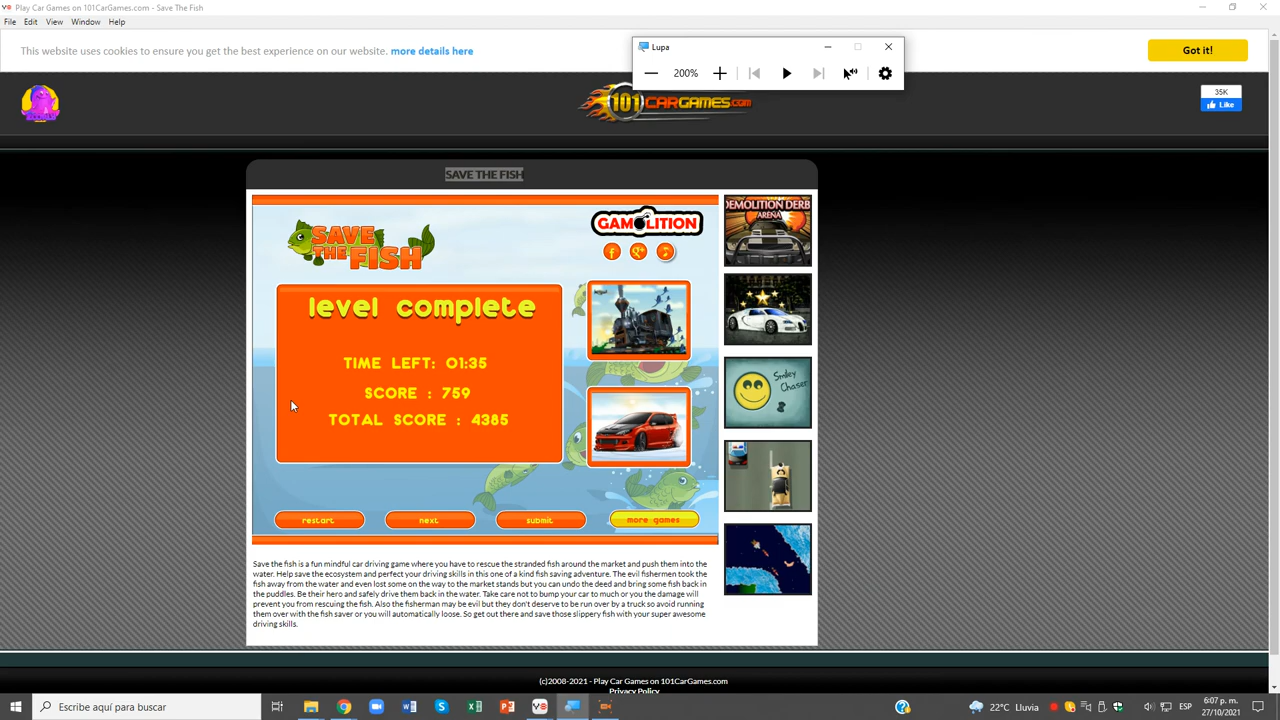 Play Car Games on 101CarGames.com - Save The Fish
File Edit View Window Help
This website uses cookies to ensure you get the best experience on our website. more details here
Got it!
Lupa
200%
101CARGAMES.COM
35K
Like
SAVE THE FISH
SAVE THE FISH
GAMOLITION
f g+
level complete
TIME LEFT: 01:35
SCORE : 759
TOTAL SCORE : 4385
restart next submit more games
DEMOLITION DERB
ARENA
Smiley
Chaser
Save the fish is a fun mindful car driving game where you have to rescue the stranded fish around the market and push them into the
water. Help save the ecosystem and perfect your driving skills in this one of a kind fish saving adventure. The evil fishermen took the
fish away from the water and even lost some on the way to the market stands but you can undo the deed and bring some fish back in
the puddles. Be their hero and safely drive them back in the water. Take care not to bump your car to much or you the damage will
prevent you from rescuing the fish. Also the fisherman may be evil but they don't deserve to be run over by a truck so avoid running
them over with the fish saver or you will automatically loose. So get out there and save those slippery fish with your super awesome
driving skills.
(c)2008-2021 - Play Car Games on 101CarGames.com
Privacy Policy
Escribe aquí para buscar
22°C Lluvia
ESP
6:07 p. m.
27/10/2021